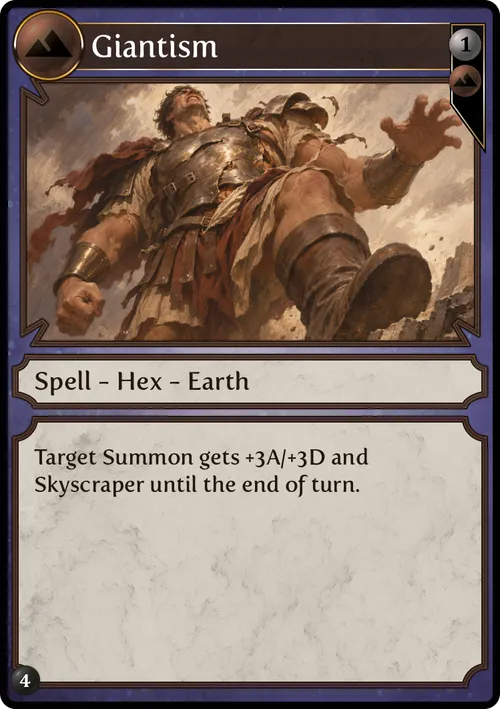 Giantism
1
Spell - Hex - Earth
Target Summon gets +3A/+3D and
Skyscraper until the end of turn.
4